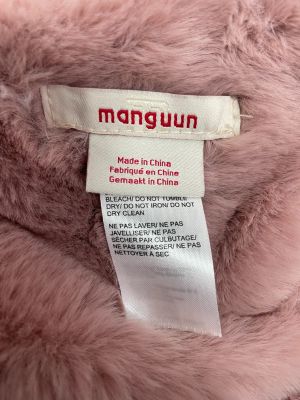 manguun
Made in China
Fabriqué en Chine
Gemaakt in China
BLEACH/ DO NOT TUMBLE
DRY/ DO NOT IRON/ DO NOT
DRY CLEAN
NE PAS LAVER/ NE PAS
JAVELLISER/ NE PAS
SÉCHER PAR CULBUTAGE/
NE PAS REPASSER/ NE PAS
NETTOYER À SEC